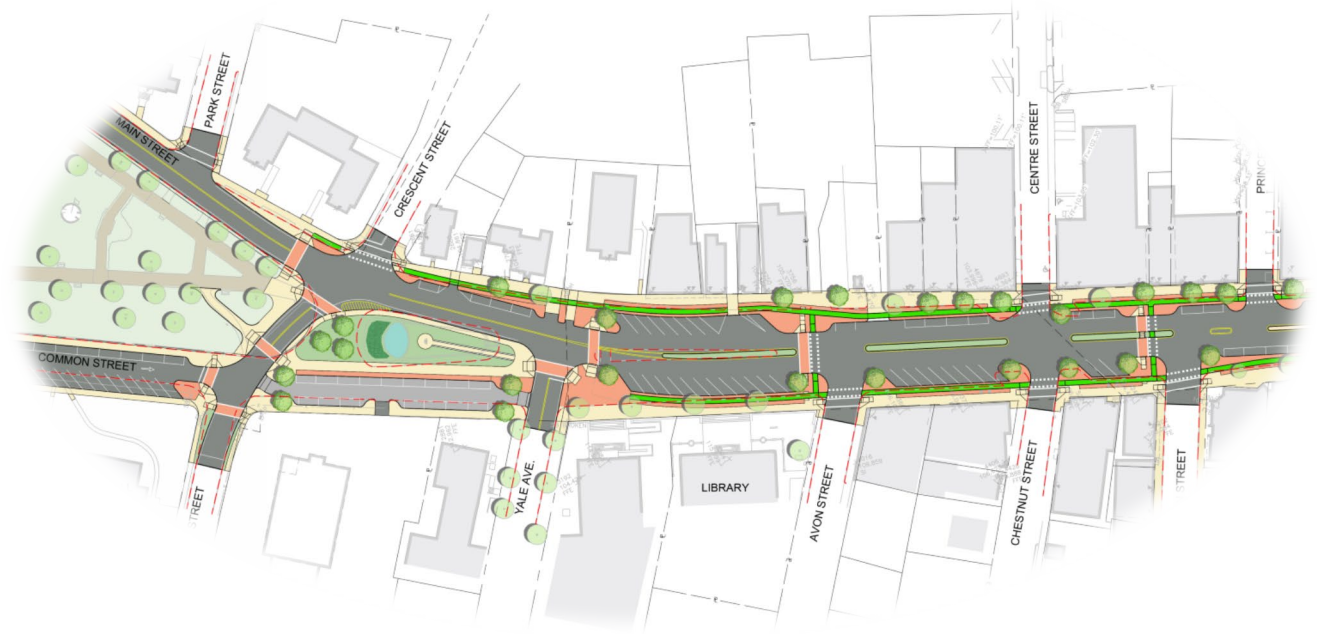 PARK STREET
MAIN STREET
CRESCENT STREET
CENTRE STREET
PRINC
COMMON STREET
STREET
YALE AVE.
LIBRARY
AVON STREET
CHESTNUT STREET
STREET